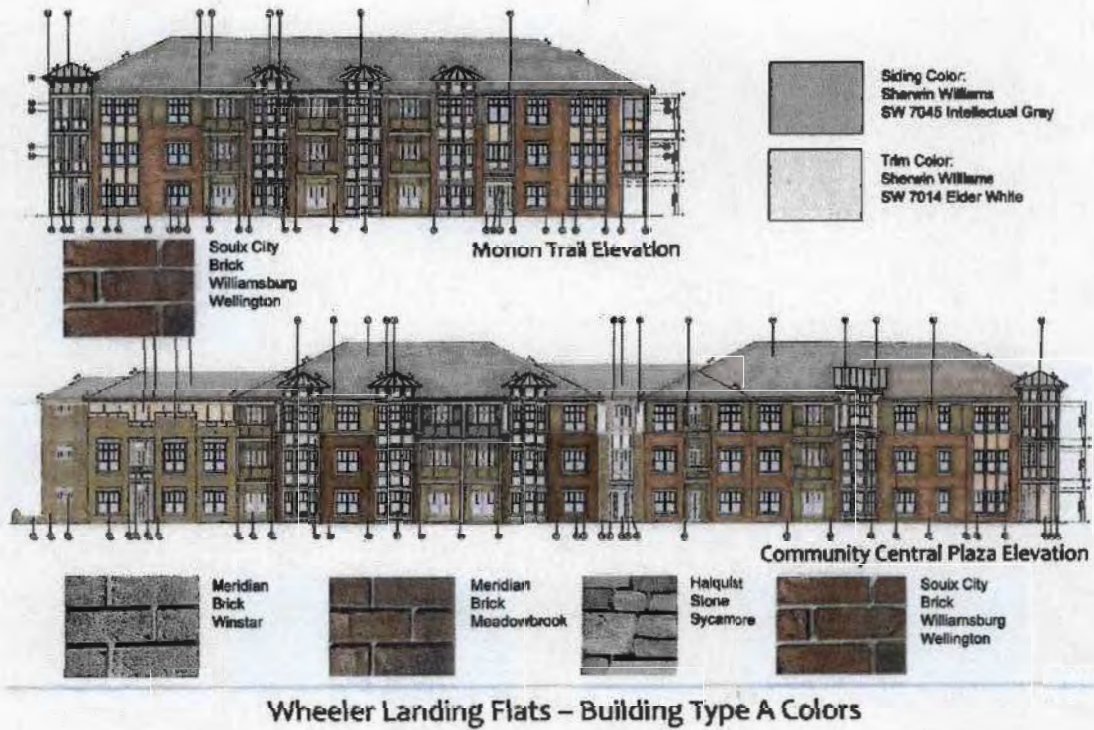 Siding Color:
Sherwin Williams
SW 7045 Intellectual Gray
Trim Color:
Sherwin Williams
SW 7014 Elder White
Monon Trail Elevation
Souix City
Brick
Williamsburg
Wellington
Community Central Plaza Elevation
Meridian
Brick
Winstar
Meridian
Brick
Meadowbrook
Halquist
Stone
Sycamore
Souix City
Brick
Williamsburg
Wellington
Wheeler Landing Flats – Building Type A Colors